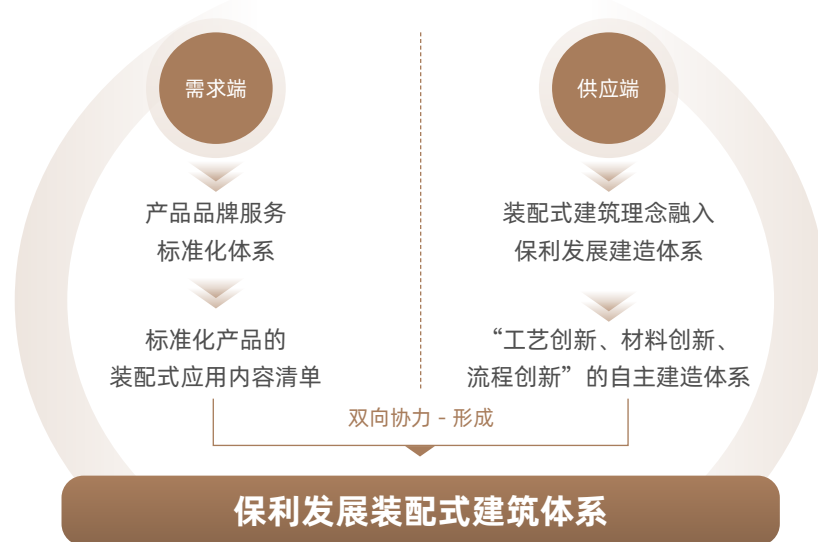 需求端
产品品牌服务
标准化体系
标准化产品的
装配式应用内容清单
供应端
装配式建筑理念融入
保利发展建造体系
“工艺创新、材料创新、
流程创新”的自主建造体系
双向协力 - 形成
保利发展装配式建筑体系